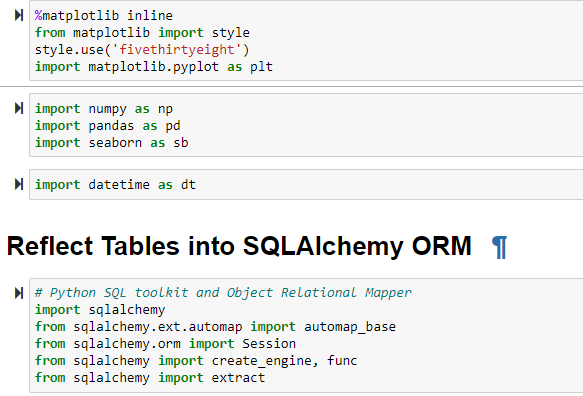 %matplotlib inline
from matplotlib import style
style.use('fivethirtyeight')
import matplotlib.pyplot as plt
import numpy as np
import pandas as pd
import seaborn as sb
import datetime as dt
Reflect Tables into SQLAlchemy ORM ¶
# Python SQL toolkit and Object Relational Mapper
import sqlalchemy
from sqlalchemy.ext.automap import automap_base
from sqlalchemy.orm import Session
from sqlalchemy import create_engine, func
from sqlalchemy import extract